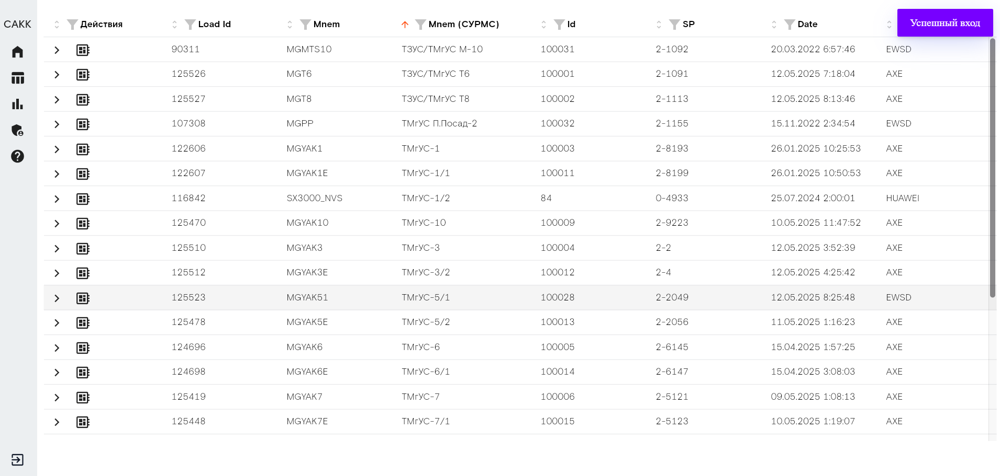 САКК
Действия Load Id Mnem Mnem (СУРМС) Id SP Date Успешный вход
90311 MGMTS10 ТЗУС/ТМгУС М-10 100031 2-1092 20.03.2022 6:57:46 EWSD
125526 MGT6 ТЗУС/ТМгУС Т6 100001 2-1091 12.05.2025 7:18:04 AXE
125527 MGT8 ТЗУС/ТМгУС Т8 100002 2-1113 12.05.2025 8:13:46 AXE
107308 MGPP ТМгУС П.Посад-2 100032 2-1155 15.11.2022 2:34:54 EWSD
122606 MGYAK1 ТМгУС-1 100003 2-8193 26.01.2025 10:25:53 AXE
122607 MGYAK1E ТМгУС-1/1 100011 2-8199 26.01.2025 10:50:53 AXE
116842 SX3000_NVS ТМгУС-1/2 84 0-4933 25.07.2024 2:00:01 HUAWEI
125470 MGYAK10 ТМгУС-10 100009 2-9223 10.05.2025 11:47:52 AXE
125510 MGYAK3 ТМгУС-3 100004 2-2 12.05.2025 3:52:39 AXE
125512 MGYAK3E ТМгУС-3/2 100012 2-4 12.05.2025 4:25:42 AXE
125523 MGYAK51 ТМгУС-5/1 100028 2-2049 12.05.2025 8:25:48 EWSD
125478 MGYAK5E ТМгУС-5/2 100013 2-2056 11.05.2025 1:16:23 AXE
124696 MGYAK6 ТМгУС-6 100005 2-6145 15.04.2025 1:57:25 AXE
124698 MGYAK6E ТМгУС-6/1 100014 2-6147 15.04.2025 3:08:03 AXE
125419 MGYAK7 ТМгУС-7 100006 2-5121 09.05.2025 1:08:13 AXE
125448 MGYAK7E ТМгУС-7/1 100015 2-5123 10.05.2025 1:19:07 AXE